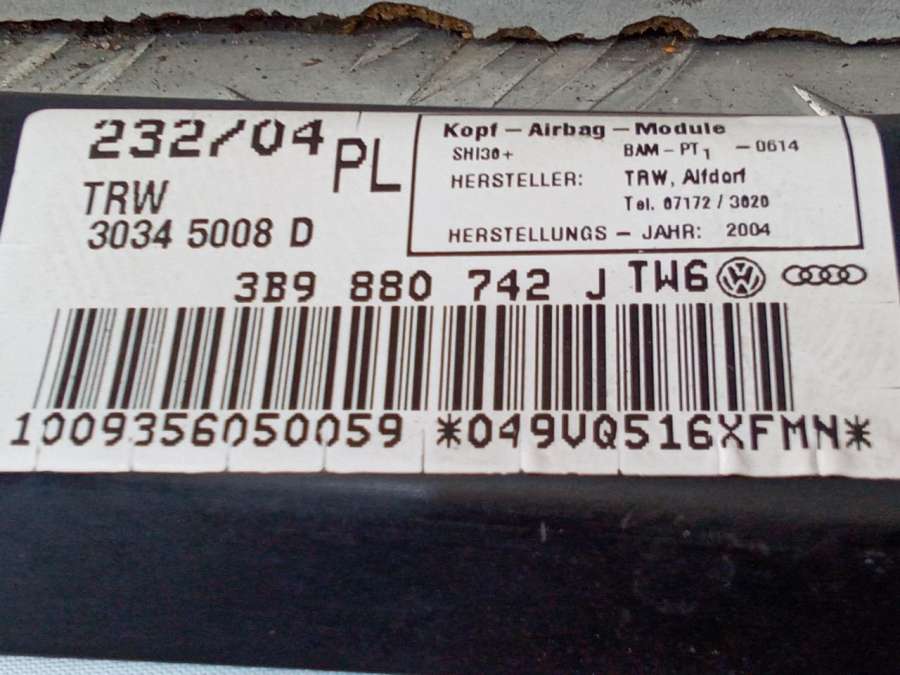 232/04 PL
TRW
3034 5008 D
Kopf – Airbag – Module
SHI30+ BAM – PT1 – 0614
HERSTELLER: TRW, Alfdorf
Tel. 07172 / 3020
HERSTELLUNGS – JAHR: 2004
3B9 880 742 J TW6
1009356050059 *049VQ516XFMN*